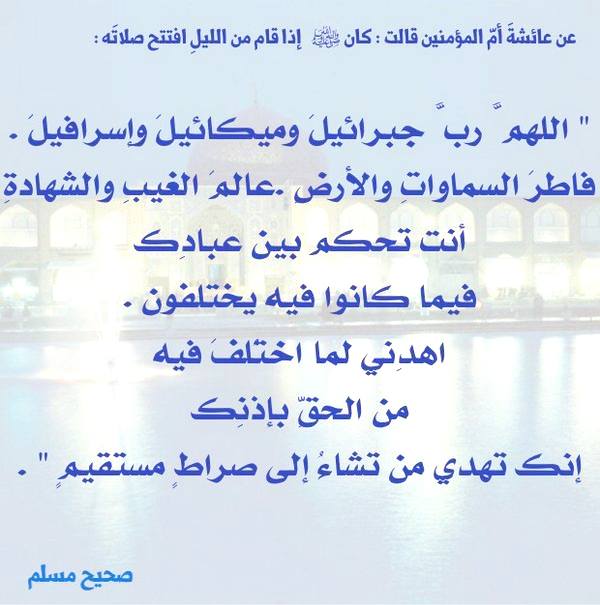 عن عائشةَ أمّ المؤمنين قالت : كان ﷺ إذا قام من الليلِ افتتح صلاتَه :
" اللهم َّ رب َّ جبرائيلَ وميكائيلَ وإسرافيلَ .
فاطرَ السماواتِ والأرض .عالمَ الغيبِ والشهادةِ
أنت تحكم بين عبادِك
فيما كانوا فيه يختلفون .
اهدِني لما اختلفَ فيه
من الحقّ بإذنِك
إنك تهدي من تشاءُ إلى صراطٍ مستقيمٍ " .
صحيح مسلم